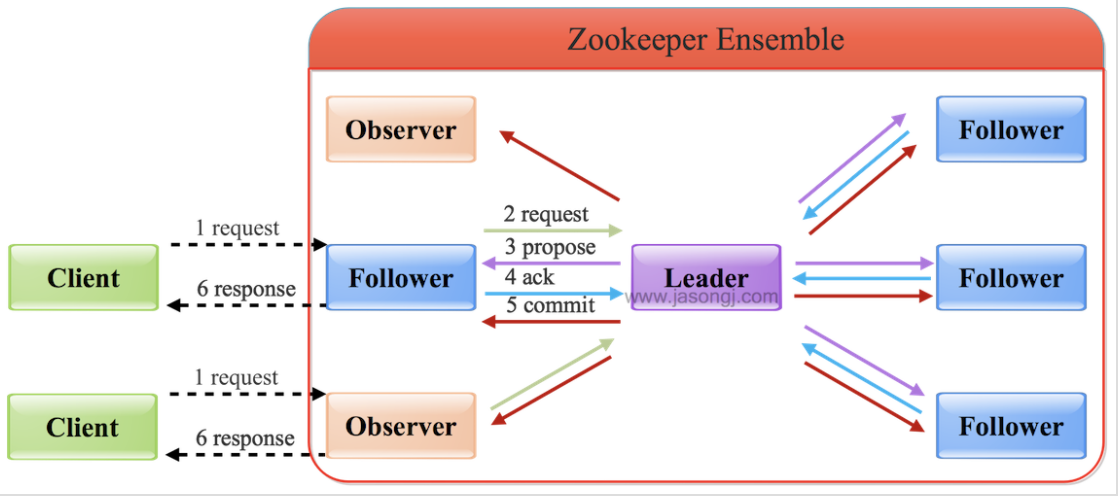 Zookeeper Ensemble
Observer
Follower
2 request
1 request
3 propose
Client
Follower
4 ack
Leader
Follower
www.jasongj.com
6 response
5 commit
1 request
Client
Observer
Follower
6 response